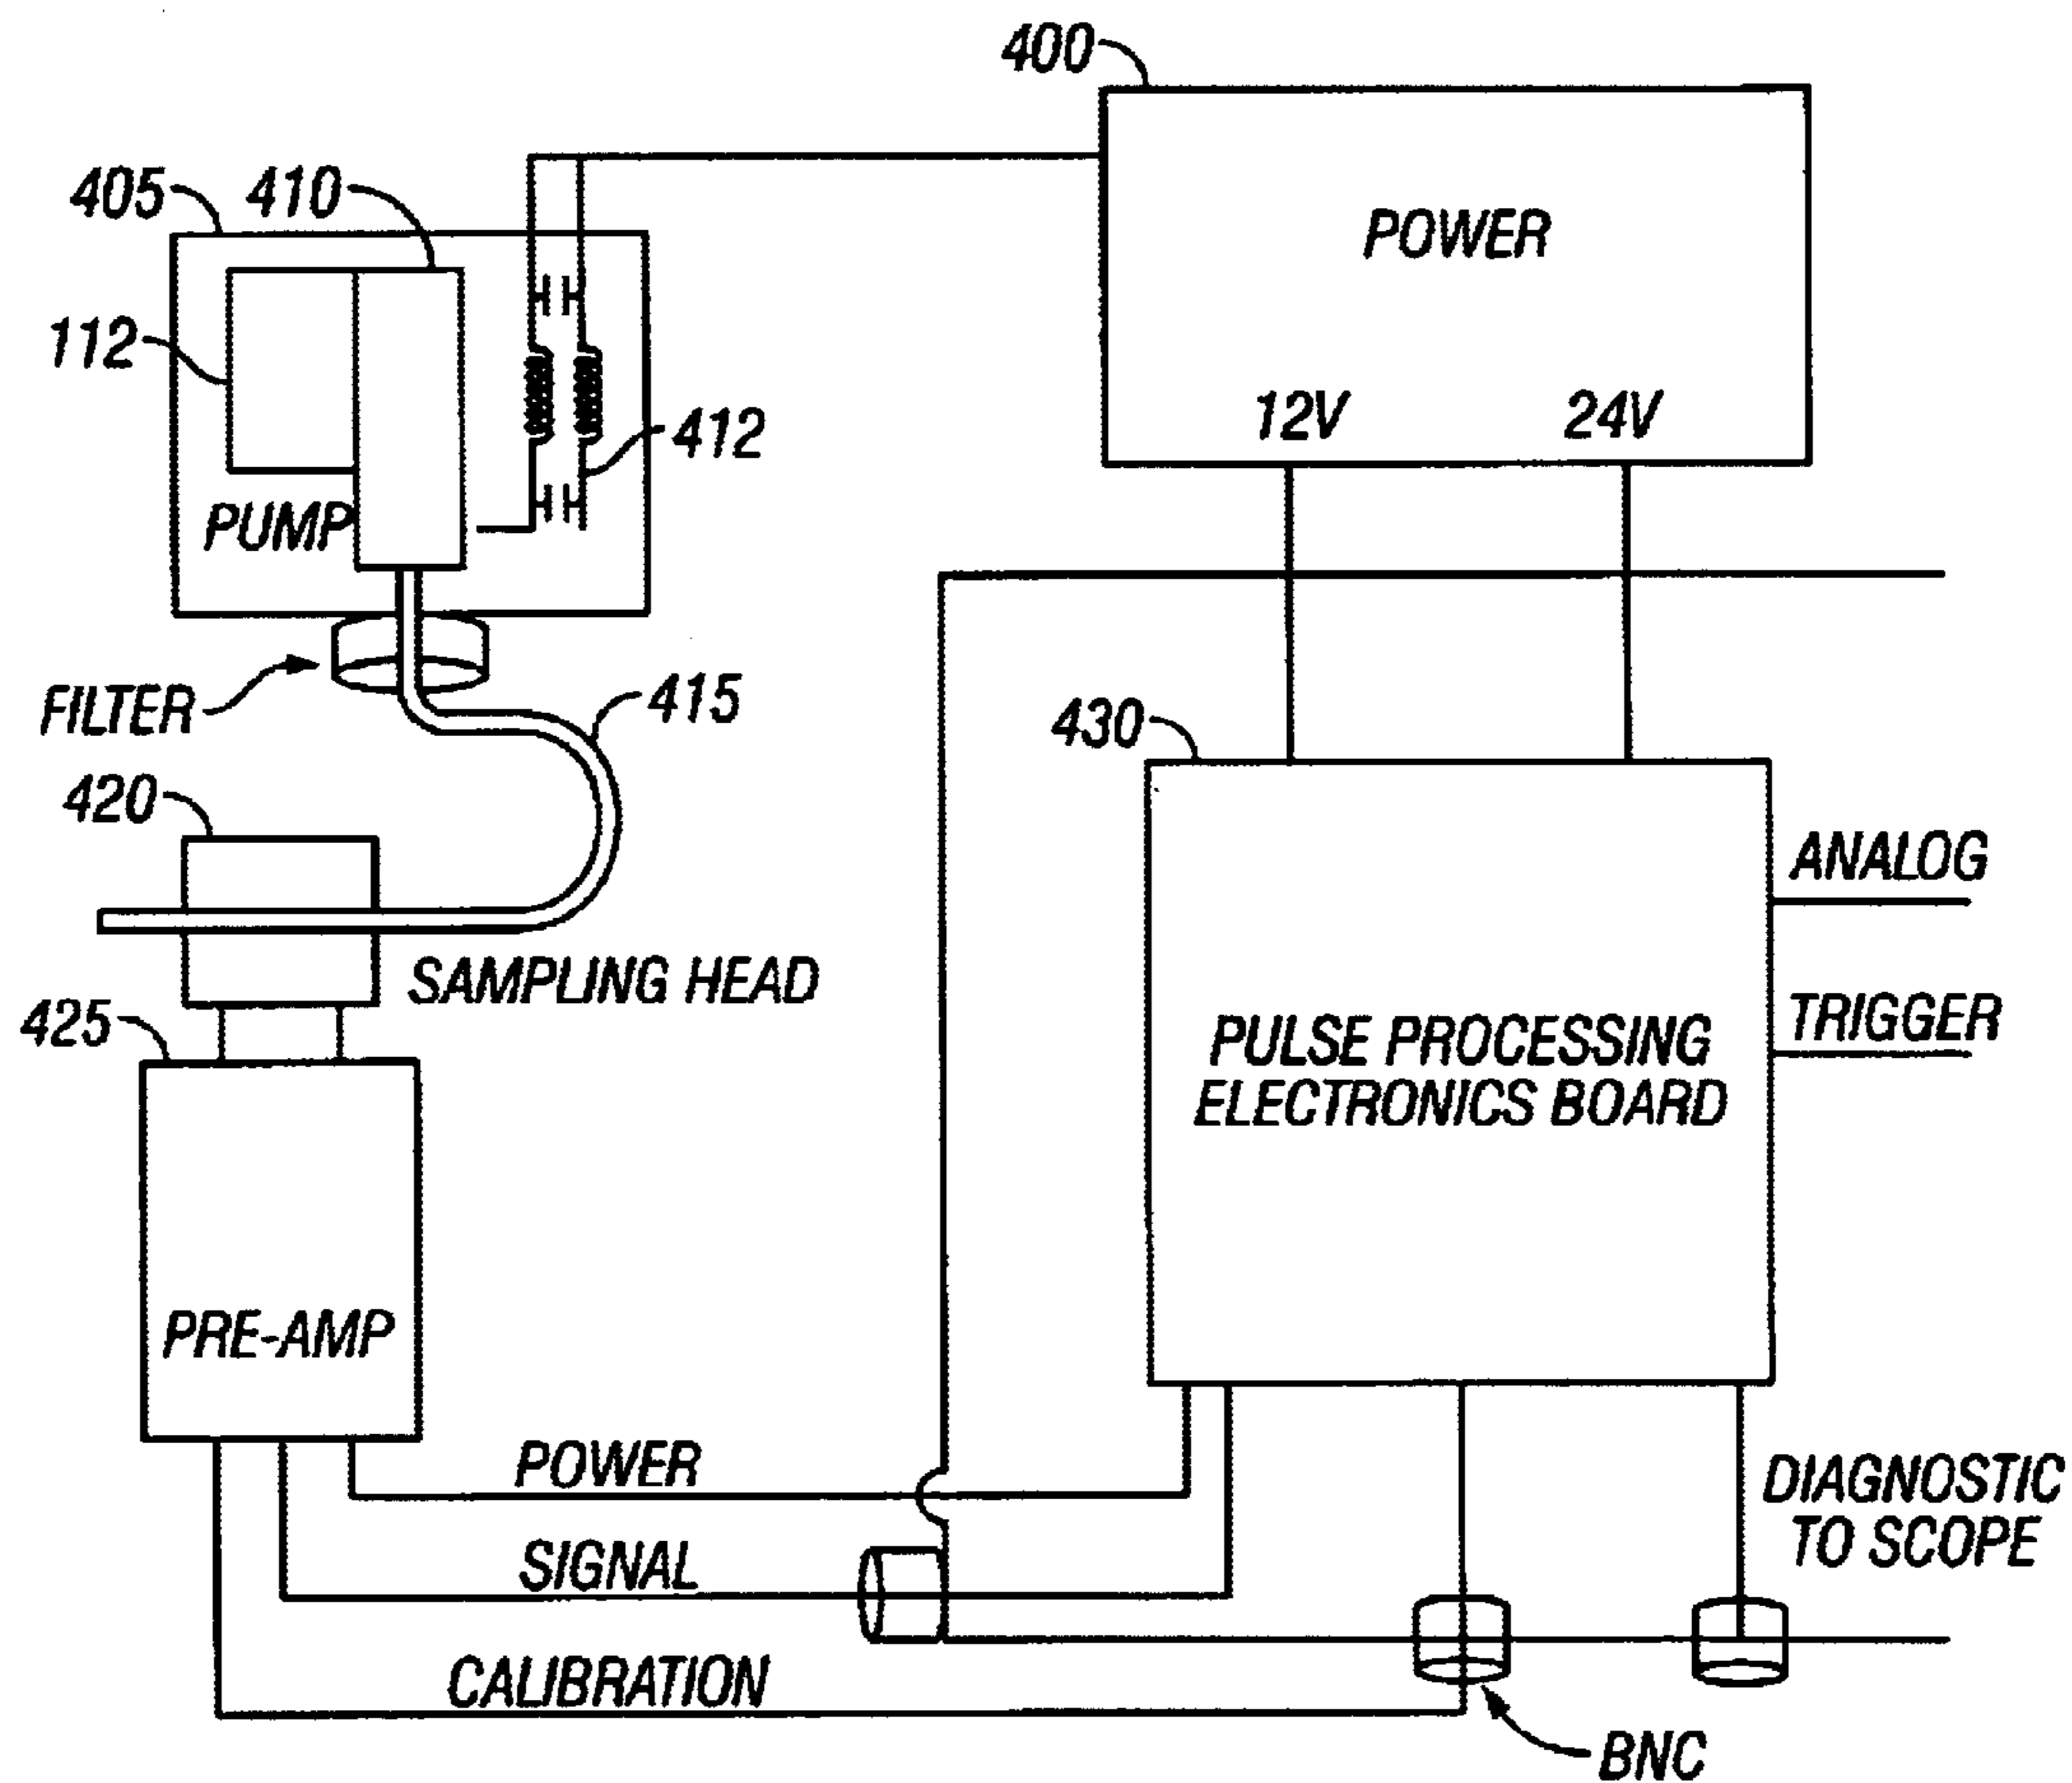 400
405
410
POWER
112
12V
24V
412
PUMP
FILTER
415
430
420
ANALOG
SAMPLING HEAD
425
TRIGGER
PULSE PROCESSING
ELECTRONICS BOARD
PRE-AMP
POWER
DIAGNOSTIC
TO SCOPE
SIGNAL
CALIBRATION
BNC